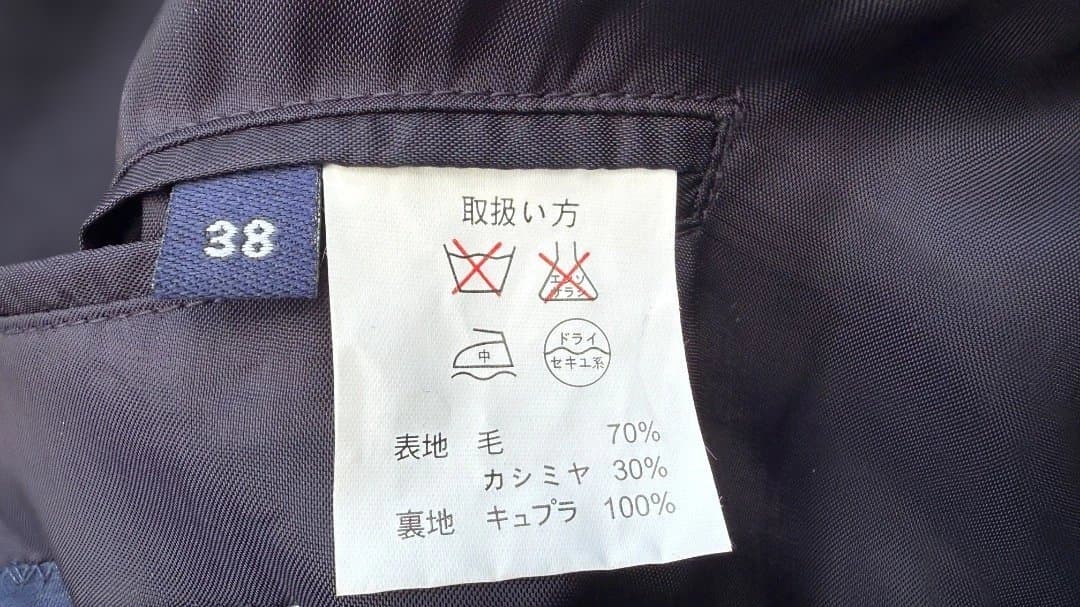 38
取扱い方
エンソ
サラシ
中
ドライ
セキユ系
表地 毛 70%
カシミヤ 30%
裏地 キュプラ 100%